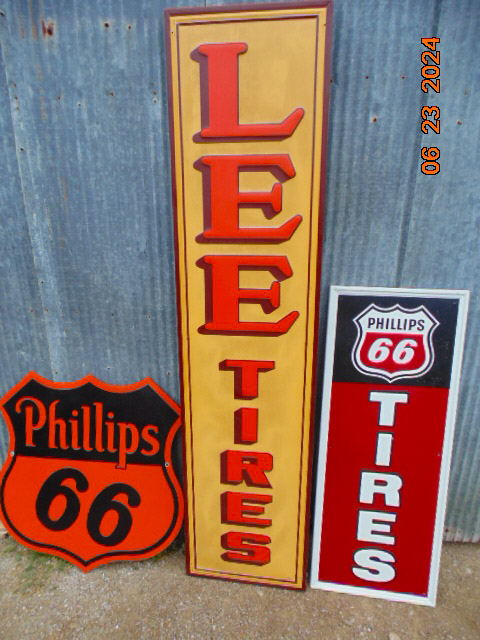 Phillips
66
LEE
TIRES
PHILLIPS
66
TIRES
06 23 2024